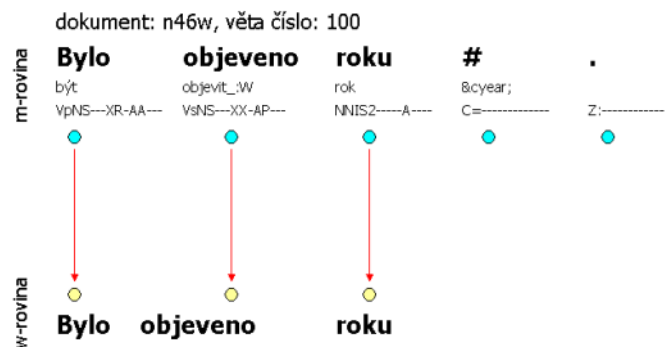 dokument: n46w, věta číslo: 100
m-rovina
Bylo objeveno roku # .
být objevit_:W rok &cyear;
VpNS---XR-AA--- VsNS---XX-AP--- NNIS2-----A---- C=------------- Z:-------------
w-rovina
Bylo objeveno roku